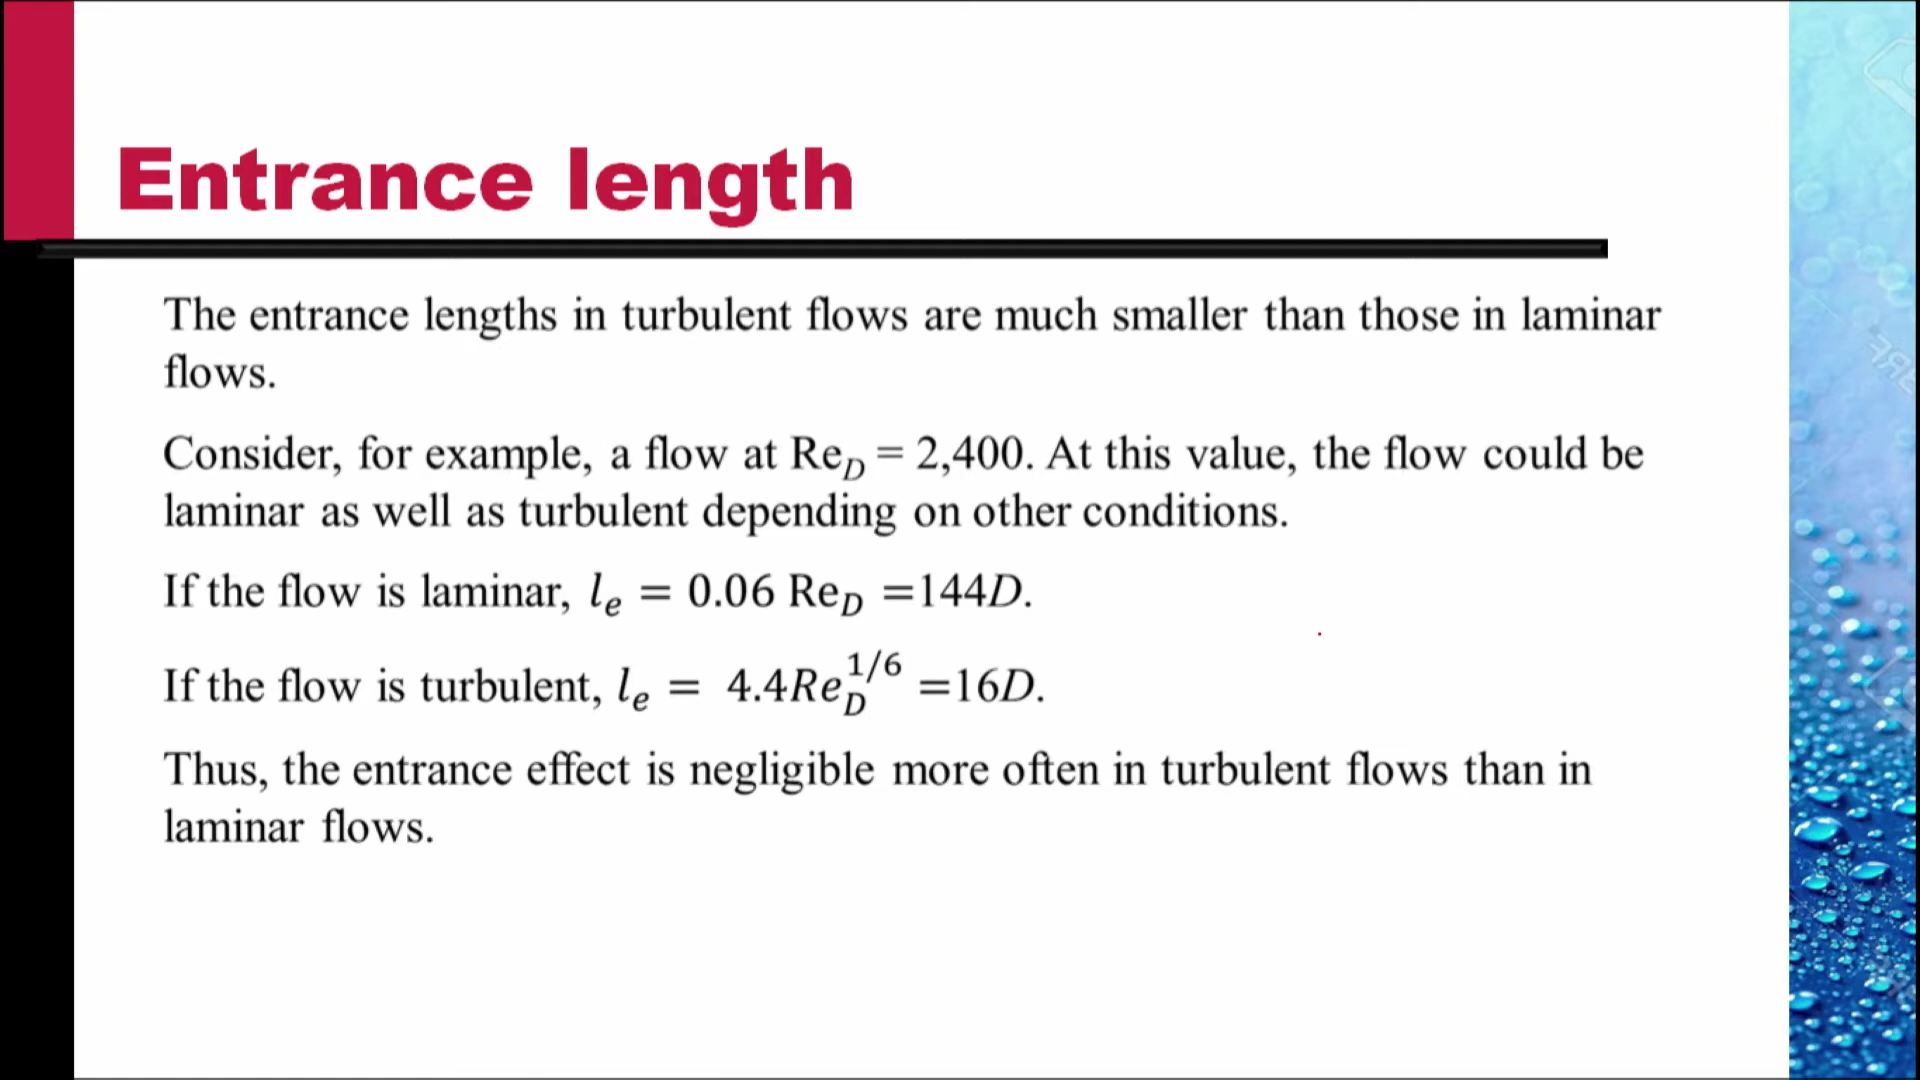 Entrance length
The entrance lengths in turbulent flows are much smaller than those in laminar
flows.
Consider, for example, a flow at Re_D = 2,400. At this value, the flow could be
laminar as well as turbulent depending on other conditions.
If the flow is laminar, l_e = 0.06 Re_D =144D.
If the flow is turbulent, l_e = 4.4Re_D^{1/6} =16D.
Thus, the entrance effect is negligible more often in turbulent flows than in
laminar flows.